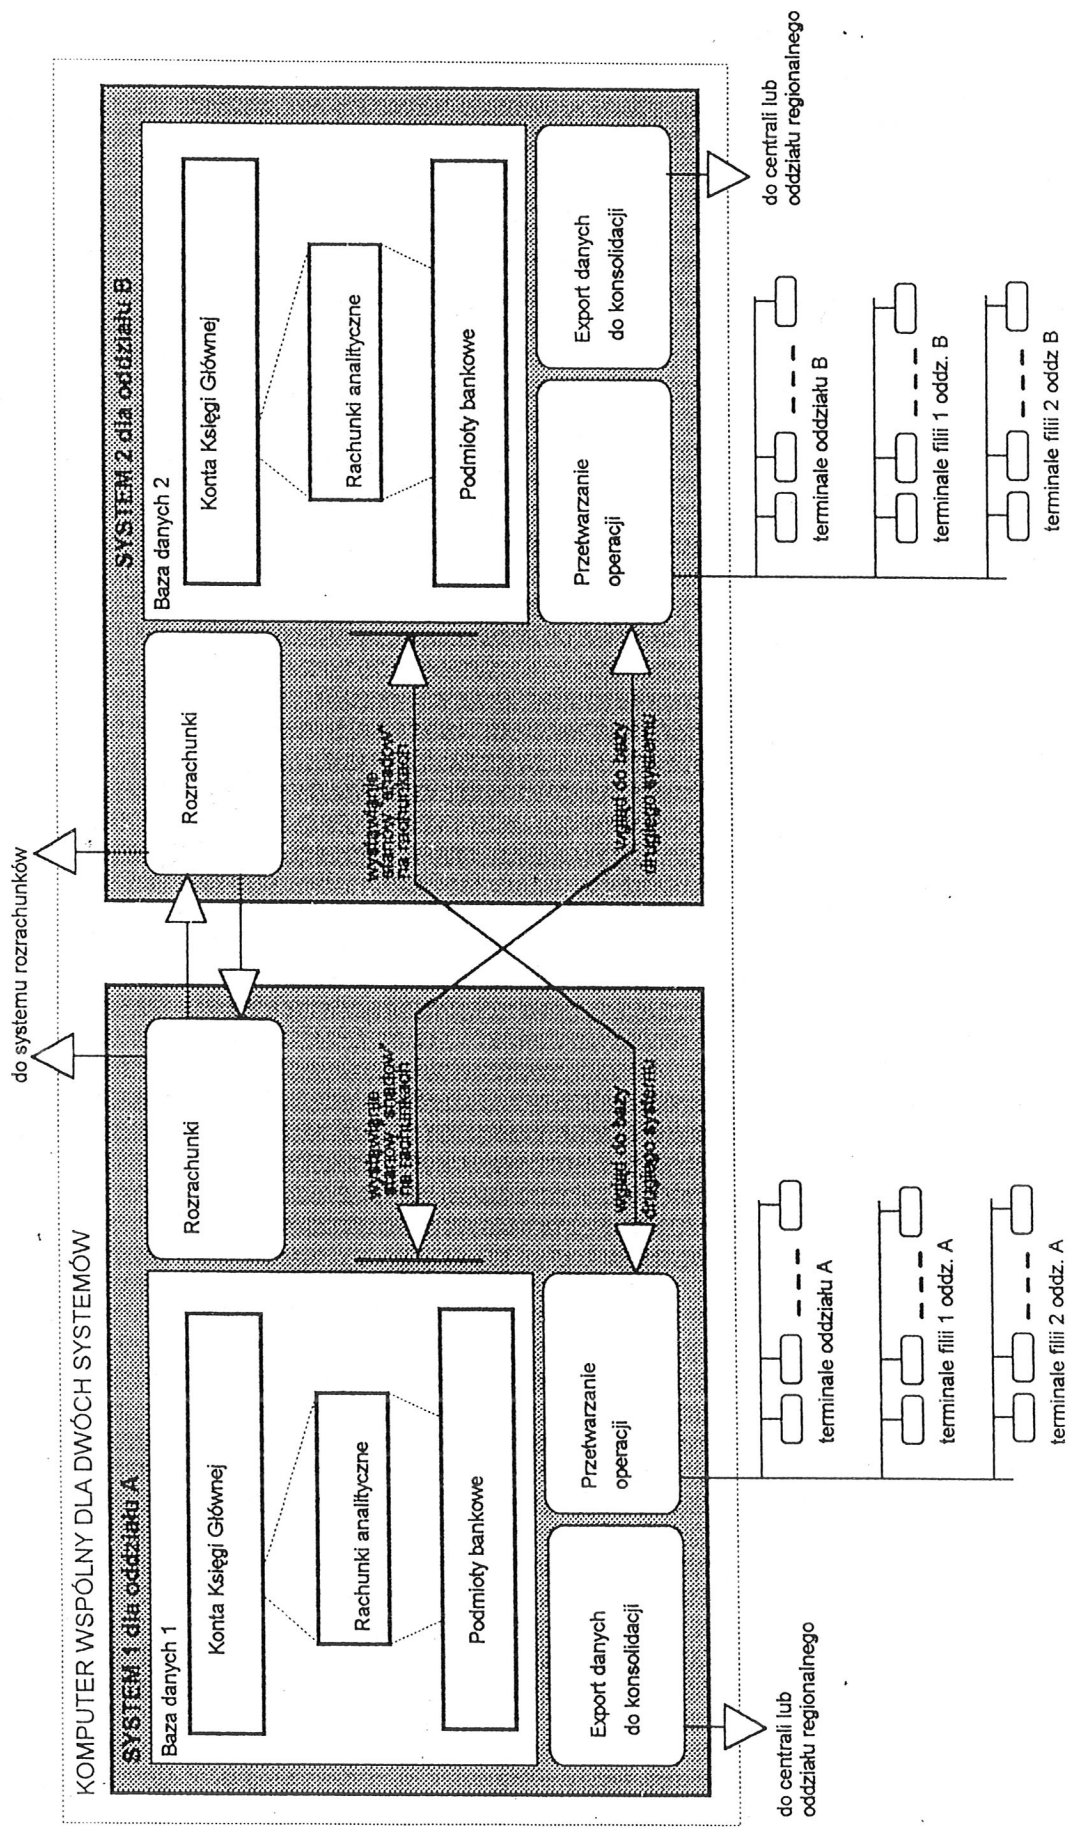 do systemu rozrachunków
KOMPUTER WSPÓLNY DLA DWÓCH SYSTEMÓW
SYSTEM 1 dla oddziału A
Baza danych 1
Konta Księgi Głównej
Rachunki analityczne
Podmioty bankowe
Rozrachunki
wystawianie
stanów "shadow"
na rachunkach
wgląd do bazy
drugiego systemu
Export danych
do konsolidacji
Przetwarzanie
operacji
do centrali lub
oddziału regionalnego
terminale oddziału A
terminale filii 1 oddz. A
terminale filii 2 oddz. A
SYSTEM 2 dla oddziału B
Baza danych 2
Konta Księgi Głównej
Rachunki analityczne
Podmioty bankowe
Rozrachunki
wystawianie
stanów "shadow"
na rachunkach
wgląd do bazy
drugiego systemu
Przetwarzanie
operacji
Export danych
do konsolidacji
do centrali lub
oddziału regionalnego
terminale oddziału B
terminale filii 1 oddz. B
terminale filii 2 oddz B